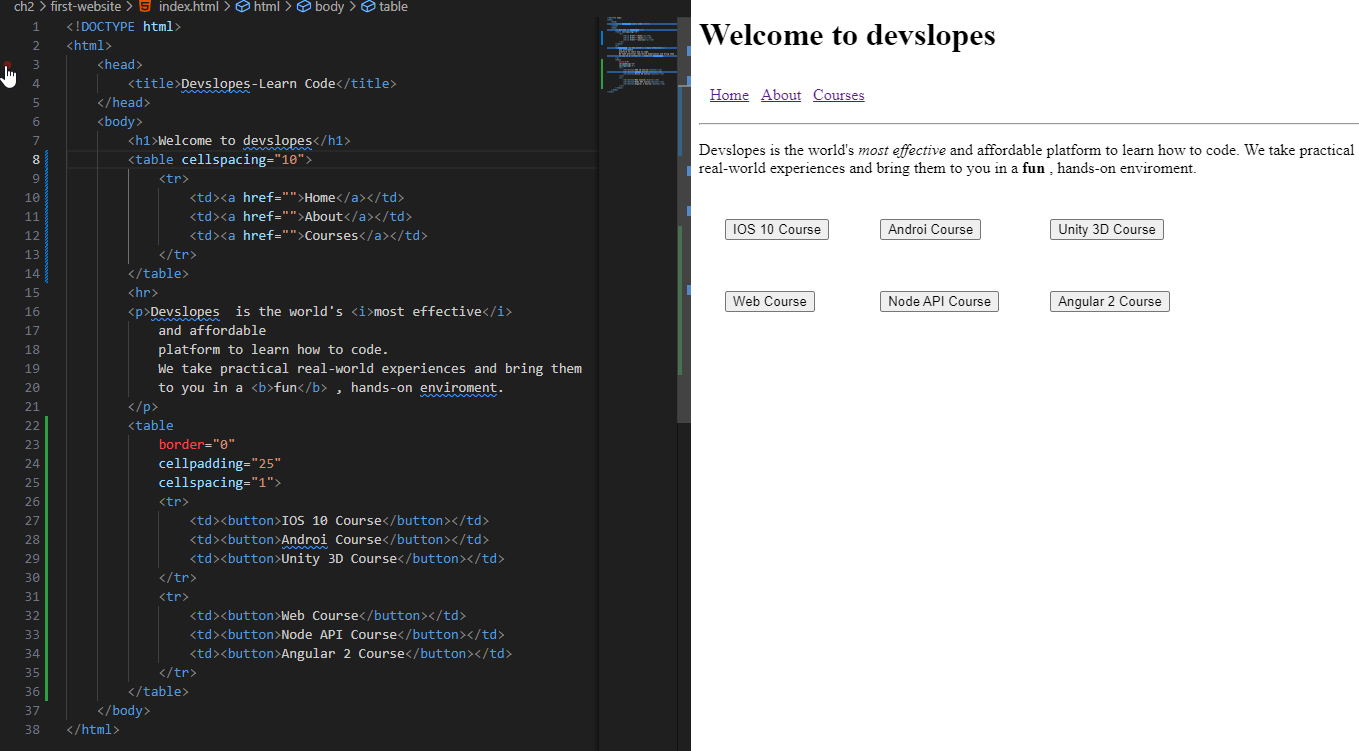 ch2 > first-website > index.html > html > body > table
1 <!DOCTYPE html>
2 <html>
3 <head>
4 <title>Devslopes-Learn Code</title>
5 </head>
6 <body>
7 <h1>Welcome to devslopes</h1>
8 <table cellspacing="10">
9 <tr>
10 <td><a href="">Home</a></td>
11 <td><a href="">About</a></td>
12 <td><a href="">Courses</a></td>
13 </tr>
14 </table>
15 <hr>
16 <p>Devslopes  is the world's <i>most effective</i>
17 and affordable
18 platform to learn how to code.
19 We take practical real-world experiences and bring them
20 to you in a <b>fun</b> , hands-on enviroment.
21 </p>
22 <table
23 border="0"
24 cellpadding="25"
25 cellspacing="1">
26 <tr>
27 <td><button>IOS 10 Course</button></td>
28 <td><button>Androi Course</button></td>
29 <td><button>Unity 3D Course</button></td>
30 </tr>
31 <tr>
32 <td><button>Web Course</button></td>
33 <td><button>Node API Course</button></td>
34 <td><button>Angular 2 Course</button></td>
35 </tr>
36 </table>
37 </body>
38 </html>
Welcome to devslopes
Home About Courses
Devslopes is the world's most effective and affordable platform to learn how to code. We take practical
real-world experiences and bring them to you in a fun , hands-on enviroment.
IOS 10 Course Androi Course Unity 3D Course
Web Course Node API Course Angular 2 Course